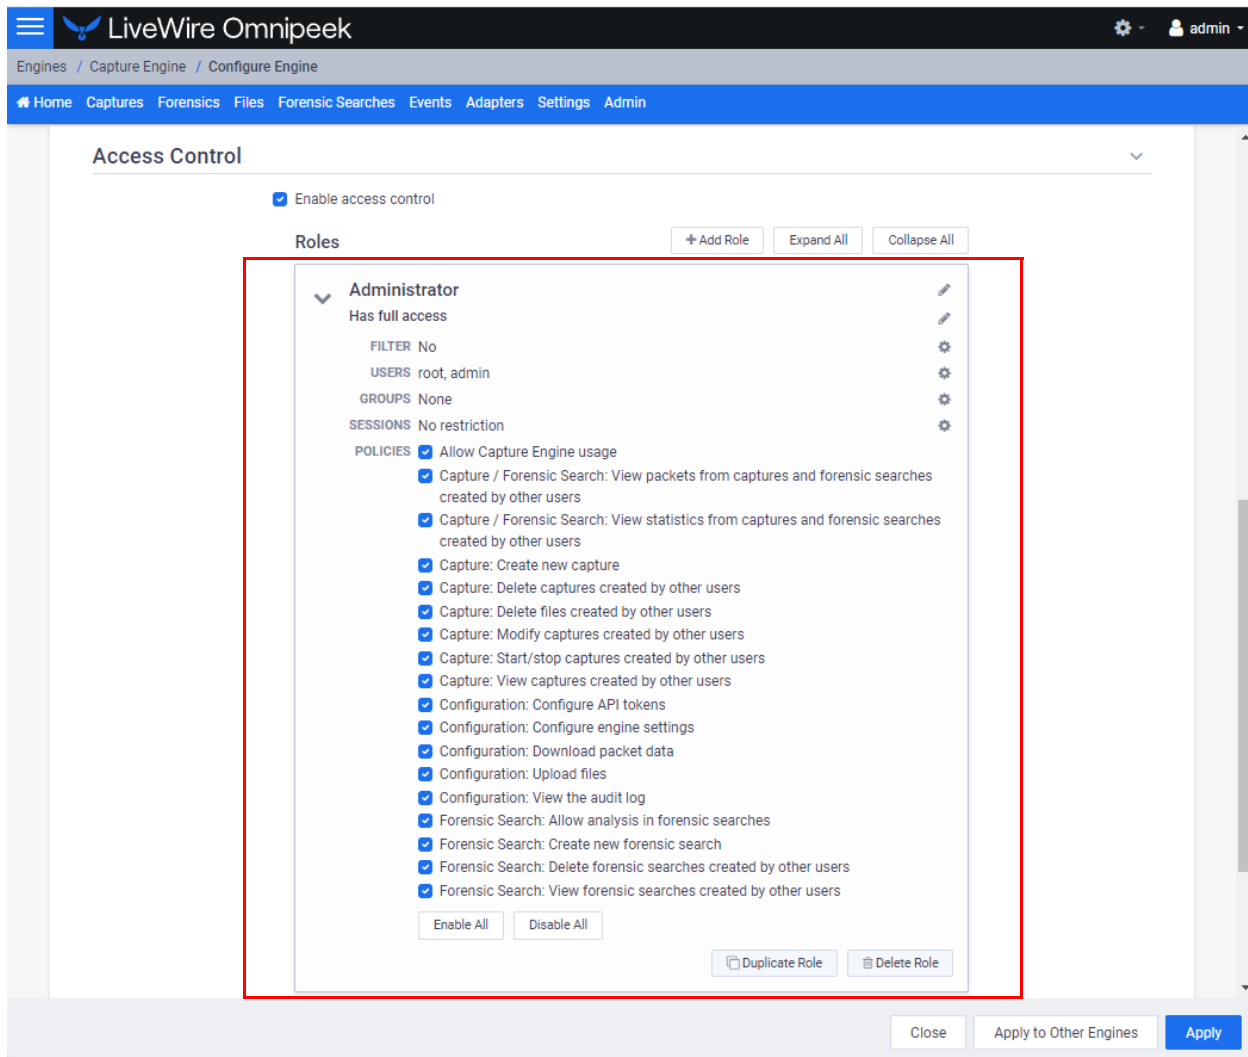 LiveWire Omnipeek
admin
Engines / Capture Engine / Configure Engine
Home Captures Forensics Files Forensic Searches Events Adapters Settings Admin
Access Control
Enable access control
Roles
+ Add Role Expand All Collapse All
Administrator
Has full access
FILTER No
USERS root, admin
GROUPS None
SESSIONS No restriction
POLICIES Allow Capture Engine usage
Capture / Forensic Search: View packets from captures and forensic searches
created by other users
Capture / Forensic Search: View statistics from captures and forensic searches
created by other users
Capture: Create new capture
Capture: Delete captures created by other users
Capture: Delete files created by other users
Capture: Modify captures created by other users
Capture: Start/stop captures created by other users
Capture: View captures created by other users
Configuration: Configure API tokens
Configuration: Configure engine settings
Configuration: Download packet data
Configuration: Upload files
Configuration: View the audit log
Forensic Search: Allow analysis in forensic searches
Forensic Search: Create new forensic search
Forensic Search: Delete forensic searches created by other users
Forensic Search: View forensic searches created by other users
Enable All Disable All
Duplicate Role Delete Role
Close Apply to Other Engines Apply